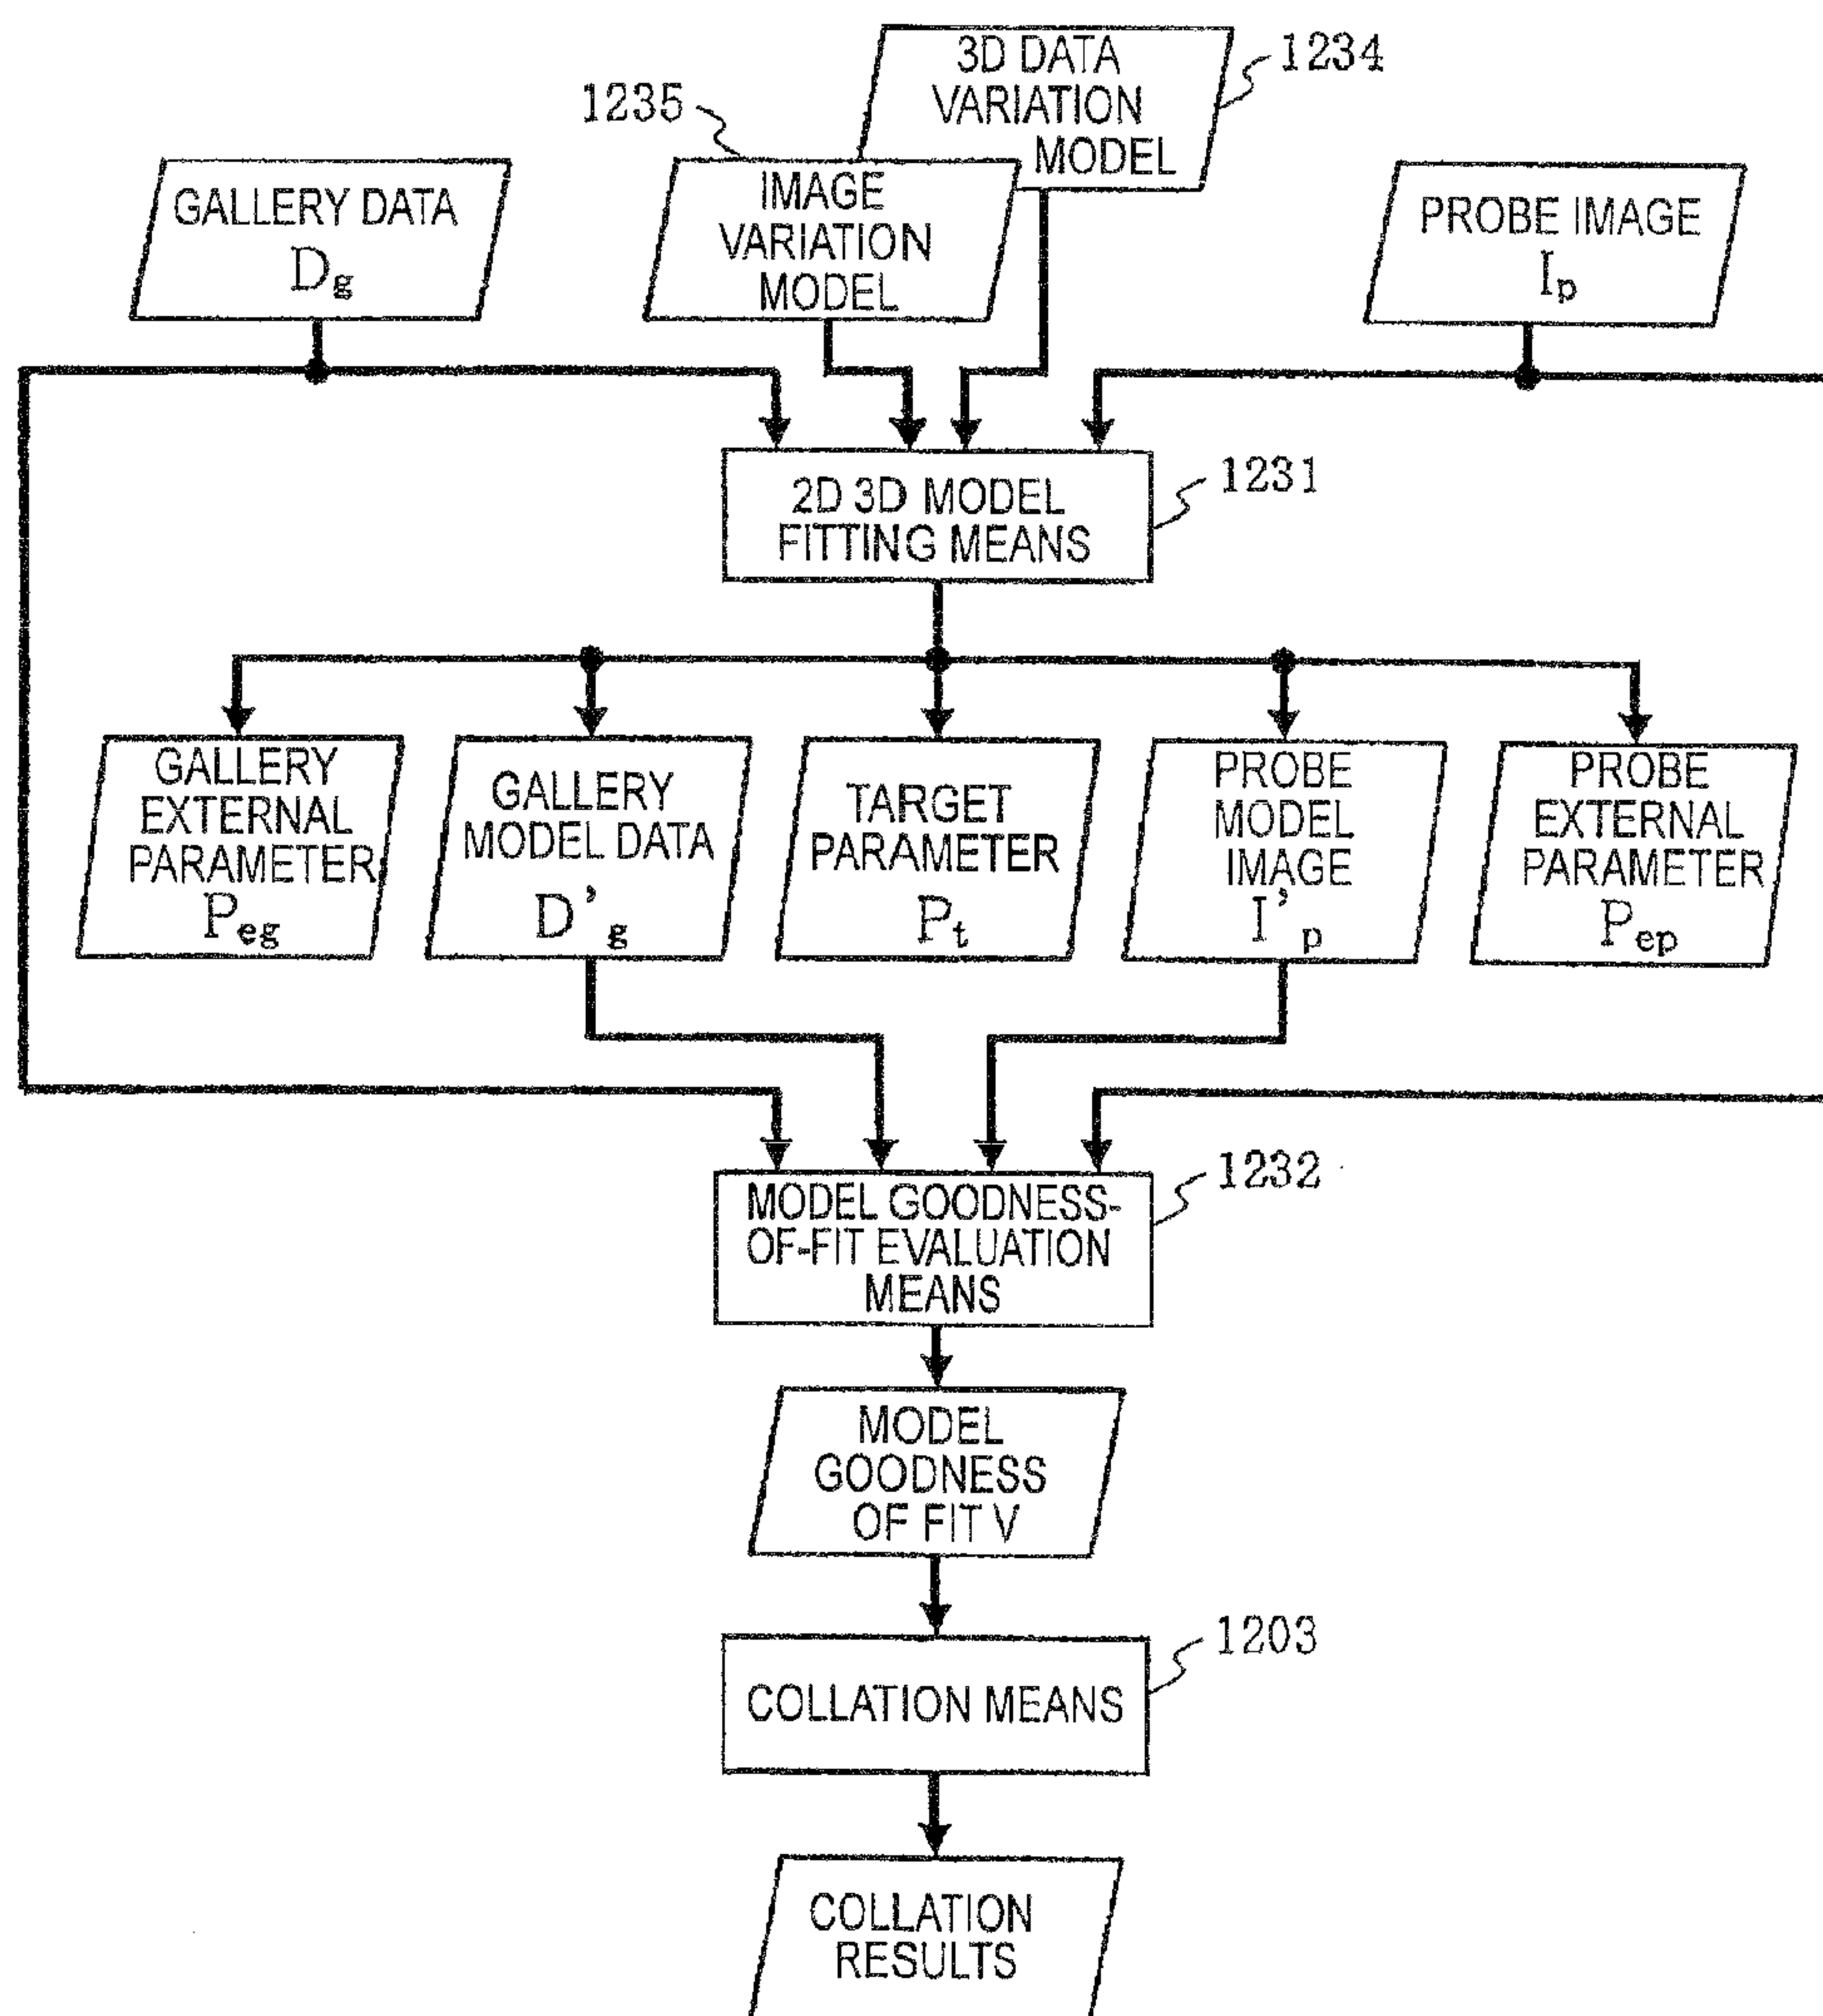 3D DATA
VARIATION
MODEL
1234
1235
IMAGE
VARIATION
MODEL
GALLERY DATA
Dg
PROBE IMAGE
Ip
2D 3D MODEL
FITTING MEANS
1231
GALLERY
EXTERNAL
PARAMETER
Peg
GALLERY
MODEL DATA
D'g
TARGET
PARAMETER
Pt
PROBE
MODEL
IMAGE
I'p
PROBE
EXTERNAL
PARAMETER
Pep
MODEL GOODNESS-
OF-FIT EVALUATION
MEANS
1232
MODEL
GOODNESS
OF FIT V
COLLATION MEANS
1203
COLLATION
RESULTS